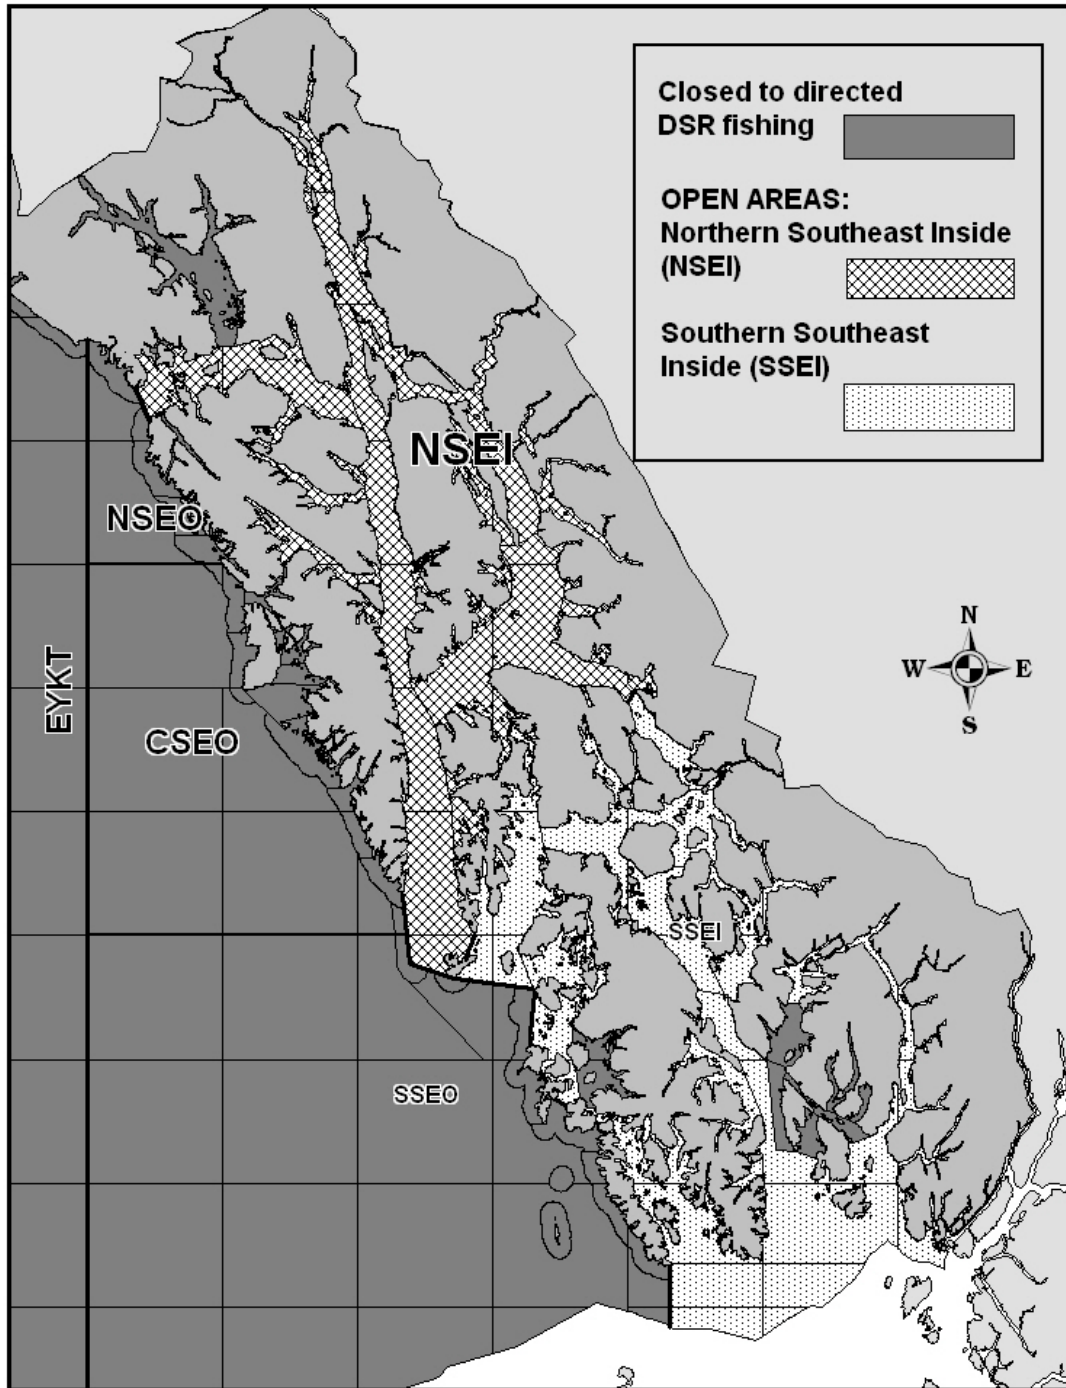 Closed to directed
DSR fishing
OPEN AREAS:
Northern Southeast Inside
(NSEI)
Southern Southeast
Inside (SSEI)
NSEI
NSEO
N
W E
S
EYKT
CSEO
SSEI
SSEO